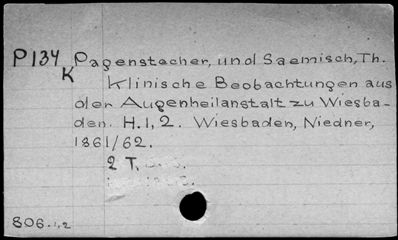 P134 Pagenstecher, und Saemisch, Th.
K Klinische Beobachtungen aus
der Augenheilanstalt zu Wiesba-
den. H.1,2. Wiesbaden, Niedner,
1861/62.
2 T.
806.1,2